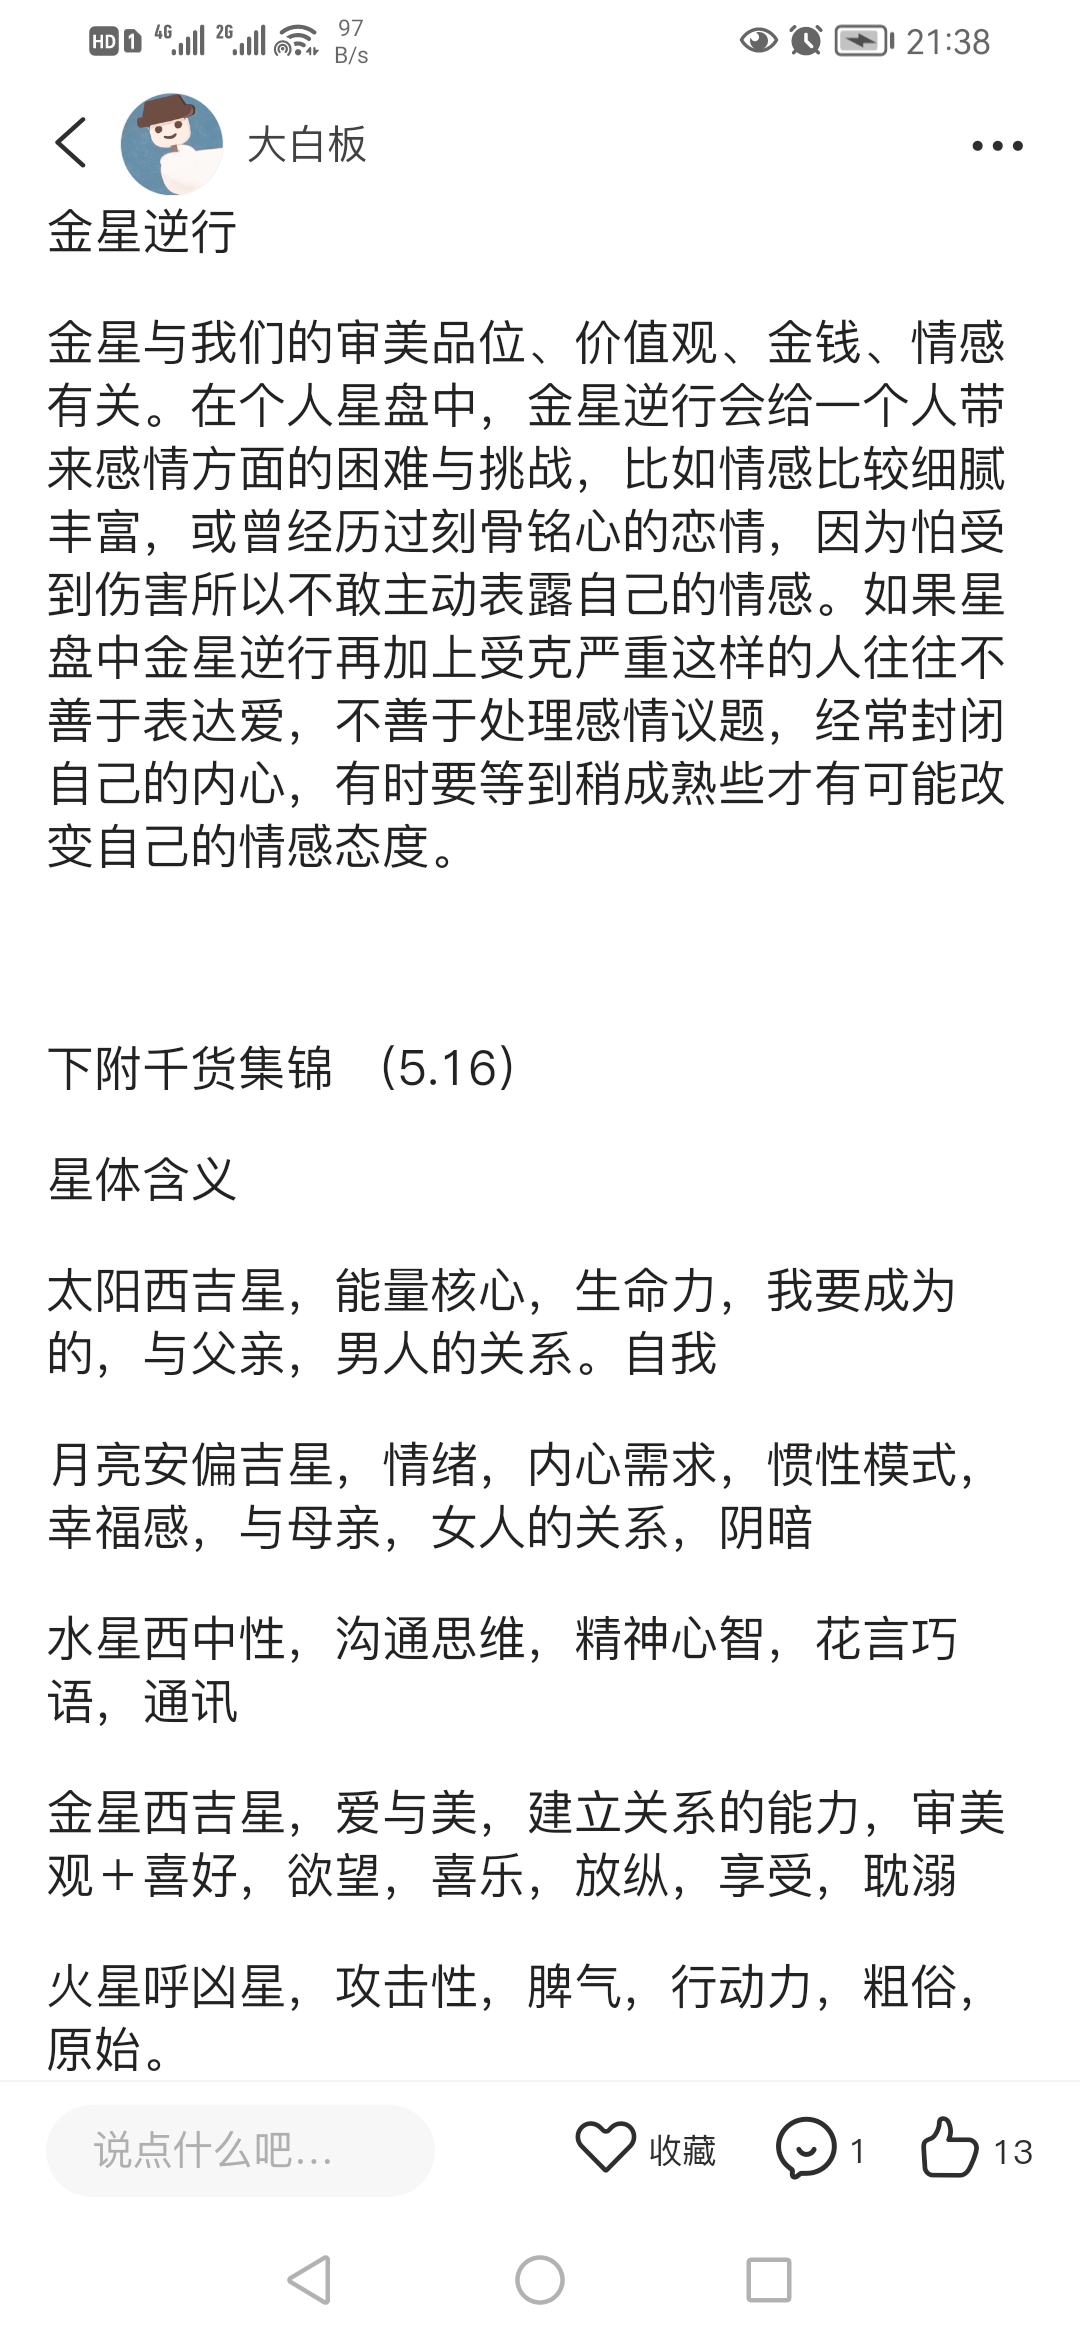 HD 1 4G 2G 97 B/s 21:38
大白板
金星逆行
金星与我们的审美品位、价值观、金钱、情感
有关。在个人星盘中，金星逆行会给一个人带
来感情方面的困难与挑战，比如情感比较细腻
丰富，或曾经历过刻骨铭心的恋情，因为怕受
到伤害所以不敢主动表露自己的情感。如果星
盘中金星逆行再加上受克严重这样的人往往不
善于表达爱，不善于处理感情议题，经常封闭
自己的内心，有时要等到稍成熟些才有可能改
变自己的情感态度。
下附千货集锦 （5.16）
星体含义
太阳西吉星，能量核心，生命力，我要成为
的，与父亲，男人的关系。自我
月亮安偏吉星，情绪，内心需求，惯性模式，
幸福感，与母亲，女人的关系，阴暗
水星西中性，沟通思维，精神心智，花言巧
语，通讯
金星西吉星，爱与美，建立关系的能力，审美
观＋喜好，欲望，喜乐，放纵，享受，耽溺
火星呼凶星，攻击性，脾气，行动力，粗俗，
原始。
说点什么吧... 收藏 1 13